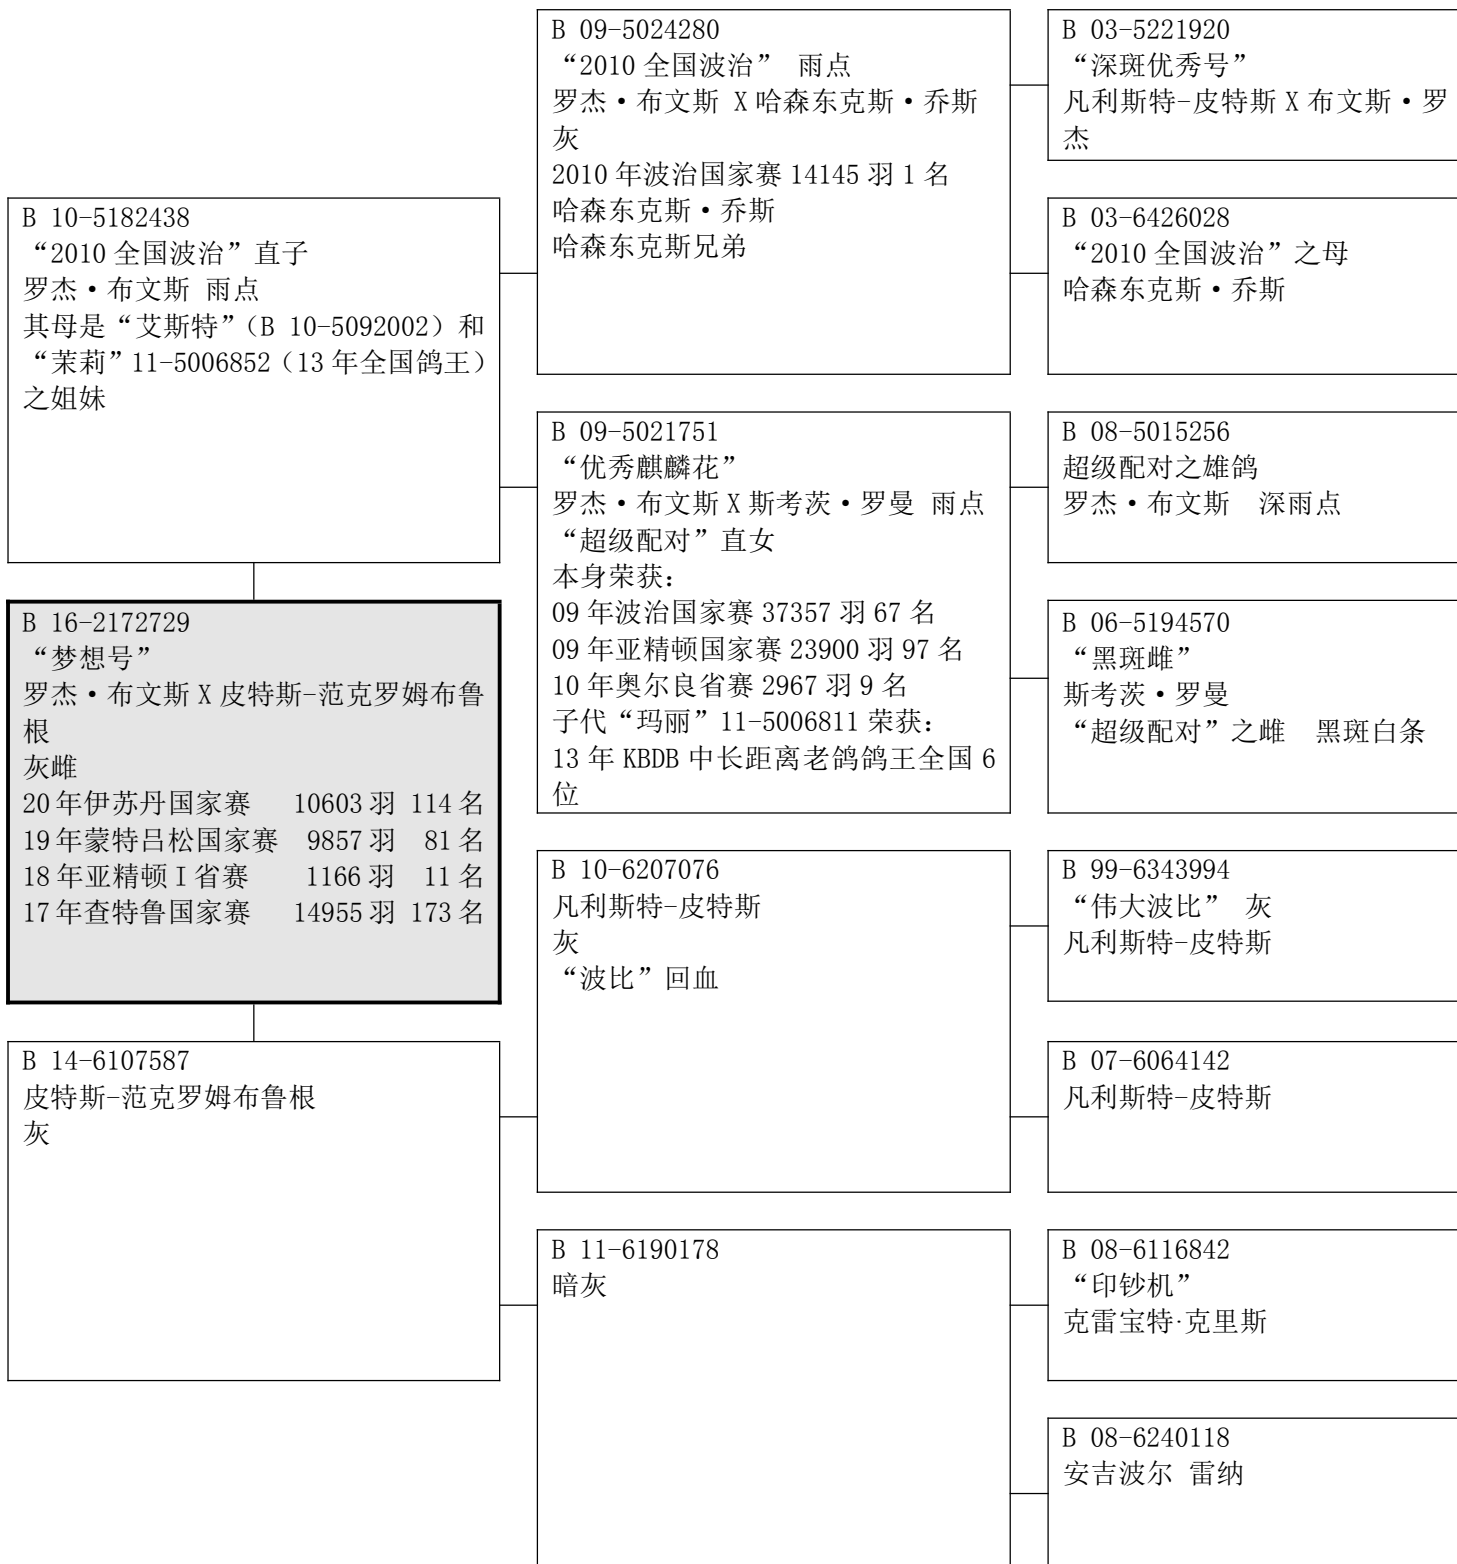 B 10-5182438
“2010 全国波治”直子
罗杰·布文斯 雨点
其母是“艾斯特”（B 10-5092002）和
“茉莉”11-5006852（13 年全国鸽王）
之姐妹
B 16-2172729
“梦想号”
罗杰·布文斯 X 皮特斯-范克罗姆布鲁
根
灰雌
20 年伊苏丹国家赛 10603 羽 114 名
19 年蒙特吕松国家赛 9857 羽 81 名
18 年亚精顿 I 省赛 1166 羽 11 名
17 年查特鲁国家赛 14955 羽 173 名
B 14-6107587
皮特斯-范克罗姆布鲁根
灰
B 09-5024280
“2010 全国波治” 雨点
罗杰·布文斯 X 哈森东克斯·乔斯
灰
2010 年波治国家赛 14145 羽 1 名
哈森东克斯·乔斯
哈森东克斯兄弟
B 09-5021751
“优秀麒麟花”
罗杰·布文斯 X 斯考茨·罗曼 雨点
“超级配对”直女
本身荣获：
09 年波治国家赛 37357 羽 67 名
09 年亚精顿国家赛 23900 羽 97 名
10 年奥尔良省赛 2967 羽 9 名
子代“玛丽”11-5006811 荣获：
13 年 KBDB 中长距离老鸽鸽王全国 6
位
B 10-6207076
凡利斯特-皮特斯
灰
“波比”回血
B 11-6190178
暗灰
B 03-5221920
“深斑优秀号”
凡利斯特-皮特斯 X 布文斯·罗
杰
B 03-6426028
“2010 全国波治”之母
哈森东克斯·乔斯
B 08-5015256
超级配对之雄鸽
罗杰·布文斯 深雨点
B 06-5194570
“黑斑雌”
斯考茨·罗曼
“超级配对”之雌 黑斑白条
B 99-6343994
“伟大波比” 灰
凡利斯特-皮特斯
B 07-6064142
凡利斯特-皮特斯
B 08-6116842
“印钞机”
克雷宝特·克里斯
B 08-6240118
安吉波尔 雷纳